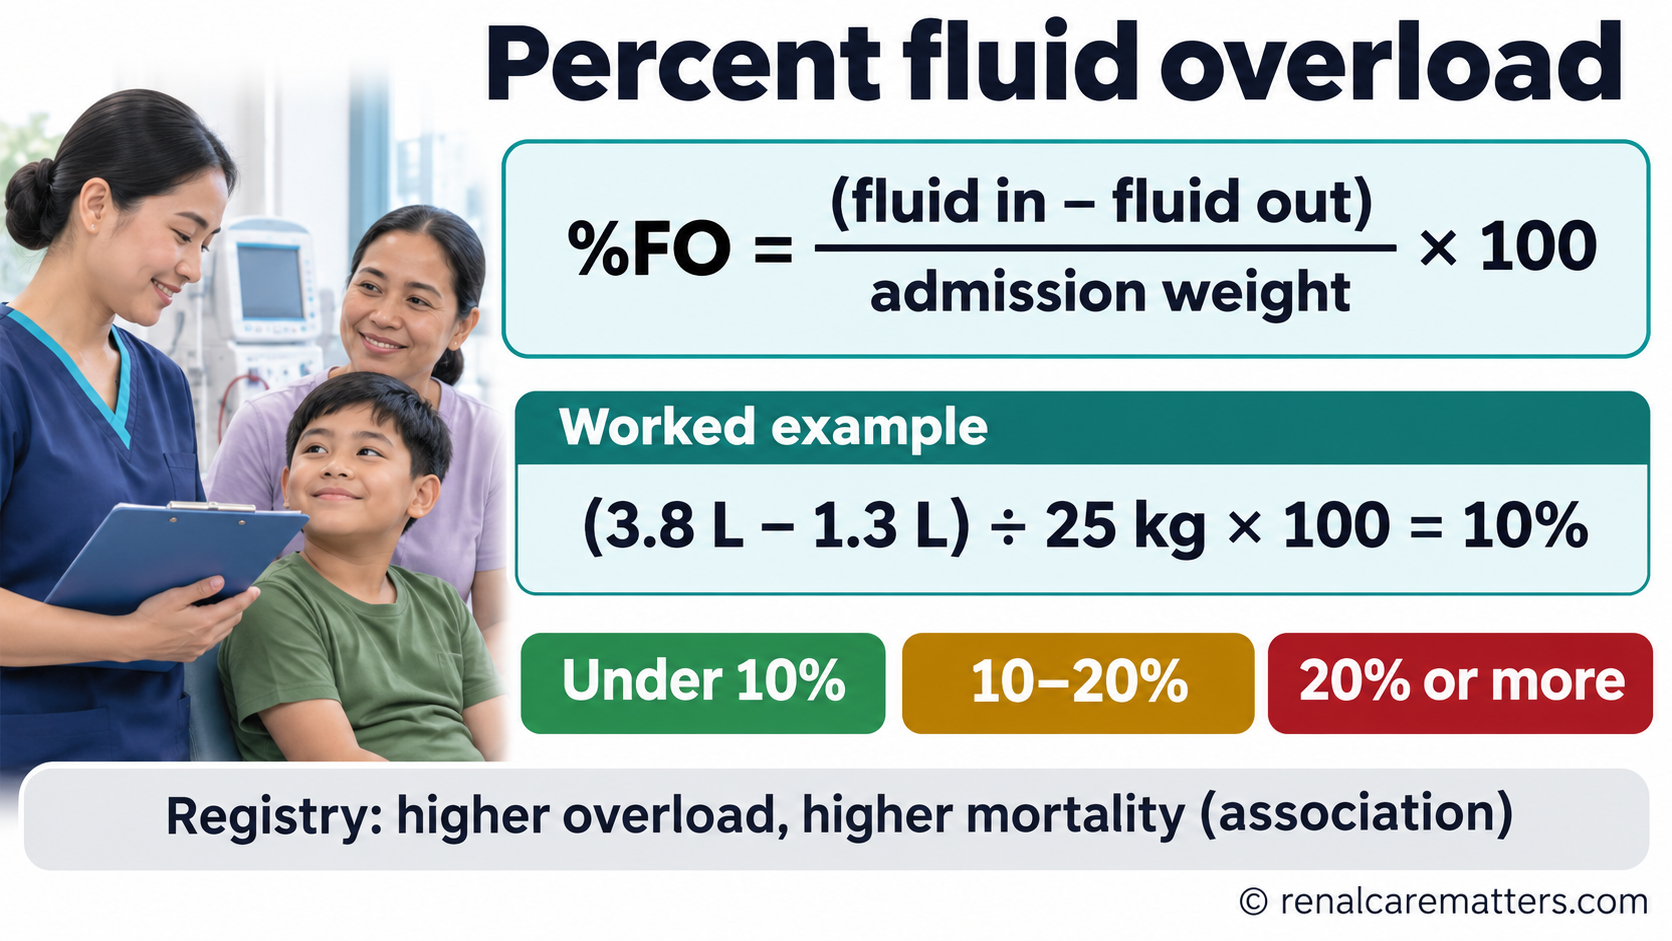 Percent fluid overload
%FO = (fluid in – fluid out) / admission weight × 100
Worked example
(3.8 L – 1.3 L) ÷ 25 kg × 100 = 10%
Under 10%
10–20%
20% or more
Registry: higher overload, higher mortality (association)
© renalcarematters.com